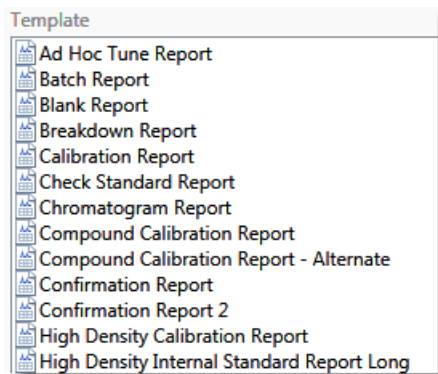 Template
Ad Hoc Tune Report
Batch Report
Blank Report
Breakdown Report
Calibration Report
Check Standard Report
Chromatogram Report
Compound Calibration Report
Compound Calibration Report - Alternate
Confirmation Report
Confirmation Report 2
High Density Calibration Report
High Density Internal Standard Report Long